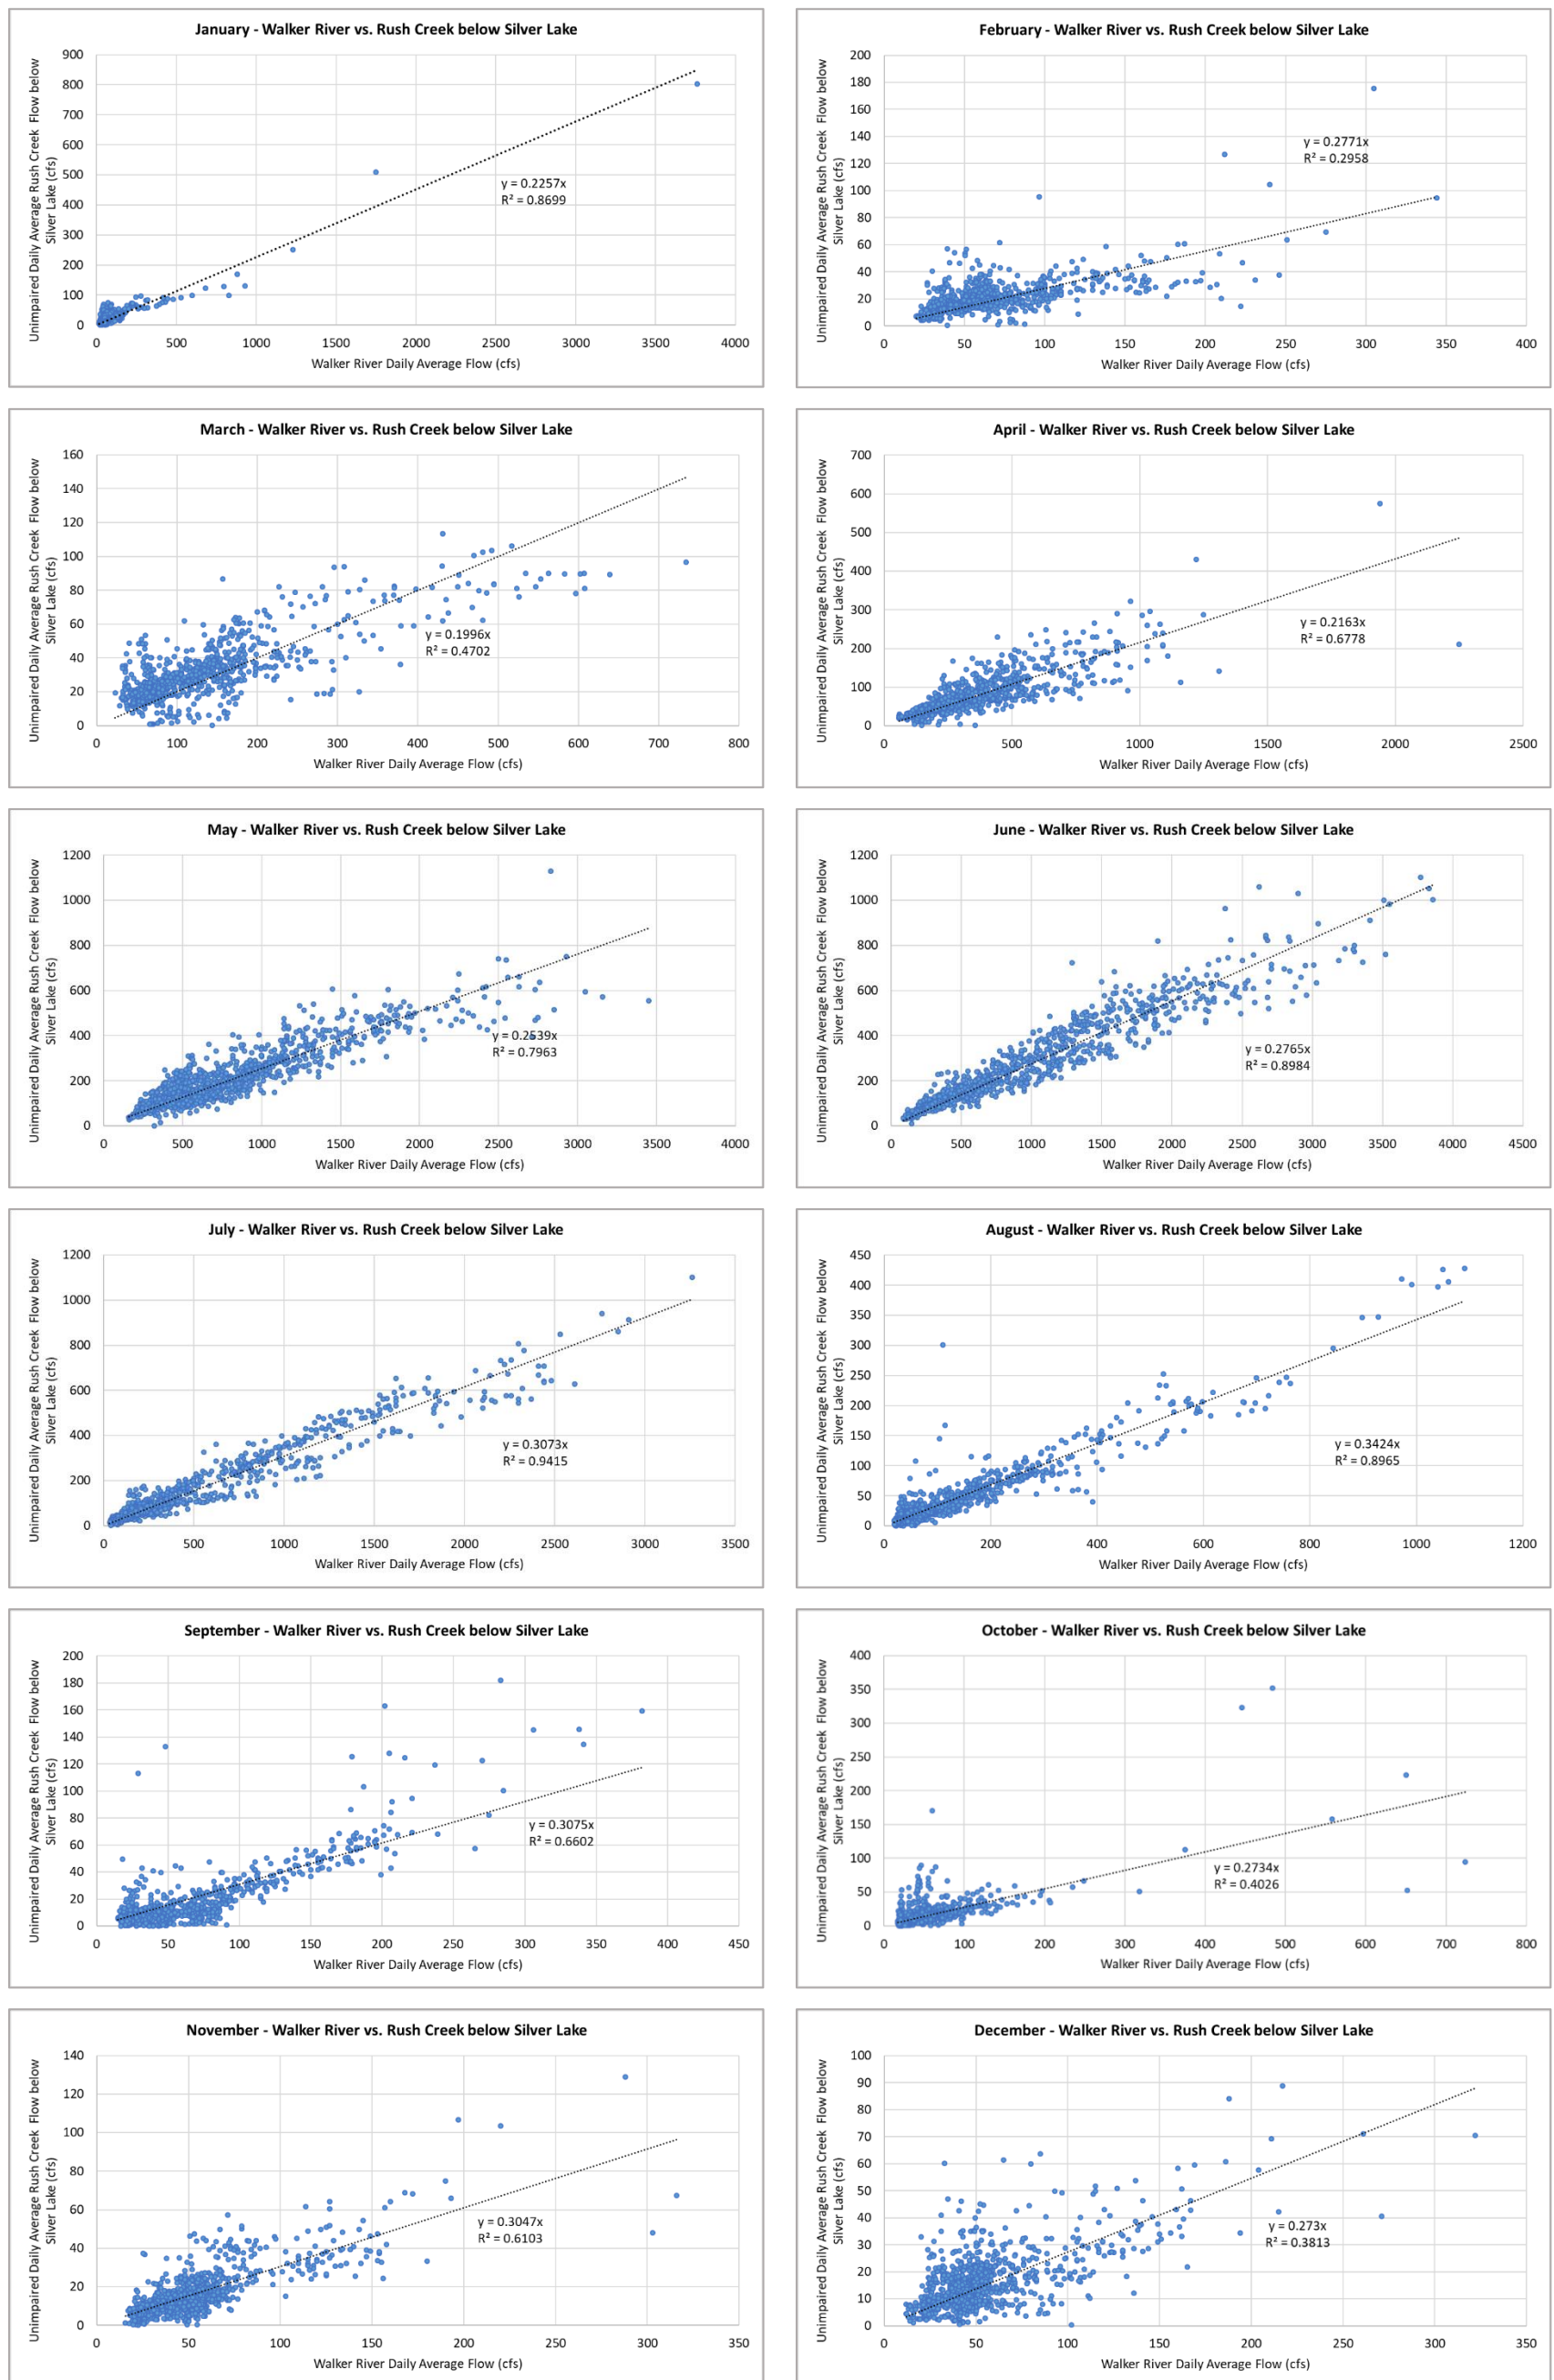 January - Walker River vs. Rush Creek below Silver Lake
Unimpaired Daily Average Rush Creek Flow below
Silver Lake (cfs)
900
800
700
600
500
400
300
200
100
0
y = 0.2257x
R² = 0.8699
0 500 1000 1500 2000 2500 3000 3500 4000
Walker River Daily Average Flow (cfs)
February - Walker River vs. Rush Creek below Silver Lake
Unimpaired Daily Average Rush Creek Flow below
Silver Lake (cfs)
200
180
160
140
120
100
80
60
40
20
0
y = 0.2771x
R² = 0.2958
0 50 100 150 200 250 300 350 400
Walker River Daily Average Flow (cfs)
March - Walker River vs. Rush Creek below Silver Lake
Unimpaired Daily Average Rush Creek Flow below
Silver Lake (cfs)
160
140
120
100
80
60
40
20
0
y = 0.1996x
R² = 0.4702
0 100 200 300 400 500 600 700 800
Walker River Daily Average Flow (cfs)
April - Walker River vs. Rush Creek below Silver Lake
Unimpaired Daily Average Rush Creek Flow below
Silver Lake (cfs)
700
600
500
400
300
200
100
0
y = 0.2163x
R² = 0.6778
0 500 1000 1500 2000 2500
Walker River Daily Average Flow (cfs)
May - Walker River vs. Rush Creek below Silver Lake
Unimpaired Daily Average Rush Creek Flow below
Silver Lake (cfs)
1200
1000
800
600
400
200
0
y = 0.2539x
R² = 0.7963
0 500 1000 1500 2000 2500 3000 3500 4000
Walker River Daily Average Flow (cfs)
June - Walker River vs. Rush Creek below Silver Lake
Unimpaired Daily Average Rush Creek Flow below
Silver Lake (cfs)
1200
1000
800
600
400
200
0
y = 0.2765x
R² = 0.8984
0 500 1000 1500 2000 2500 3000 3500 4000 4500
Walker River Daily Average Flow (cfs)
July - Walker River vs. Rush Creek below Silver Lake
Unimpaired Daily Average Rush Creek Flow below
Silver Lake (cfs)
1200
1000
800
600
400
200
0
y = 0.3073x
R² = 0.9415
0 500 1000 1500 2000 2500 3000 3500
Walker River Daily Average Flow (cfs)
August - Walker River vs. Rush Creek below Silver Lake
Unimpaired Daily Average Rush Creek Flow below
Silver Lake (cfs)
450
400
350
300
250
200
150
100
50
0
y = 0.3424x
R² = 0.8965
0 200 400 600 800 1000 1200
Walker River Daily Average Flow (cfs)
September - Walker River vs. Rush Creek below Silver Lake
Unimpaired Daily Average Rush Creek Flow below
Silver Lake (cfs)
200
180
160
140
120
100
80
60
40
20
0
y = 0.3075x
R² = 0.6602
0 50 100 150 200 250 300 350 400 450
Walker River Daily Average Flow (cfs)
October - Walker River vs. Rush Creek below Silver Lake
Unimpaired Daily Average Rush Creek Flow below
Silver Lake (cfs)
400
350
300
250
200
150
100
50
0
y = 0.2734x
R² = 0.4026
0 100 200 300 400 500 600 700 800
Walker River Daily Average Flow (cfs)
November - Walker River vs. Rush Creek below Silver Lake
Unimpaired Daily Average Rush Creek Flow below
Silver Lake (cfs)
140
120
100
80
60
40
20
0
y = 0.3047x
R² = 0.6103
0 50 100 150 200 250 300 350
Walker River Daily Average Flow (cfs)
December - Walker River vs. Rush Creek below Silver Lake
Unimpaired Daily Average Rush Creek Flow below
Silver Lake (cfs)
100
90
80
70
60
50
40
30
20
10
0
y = 0.273x
R² = 0.3813
0 50 100 150 200 250 300 350
Walker River Daily Average Flow (cfs)